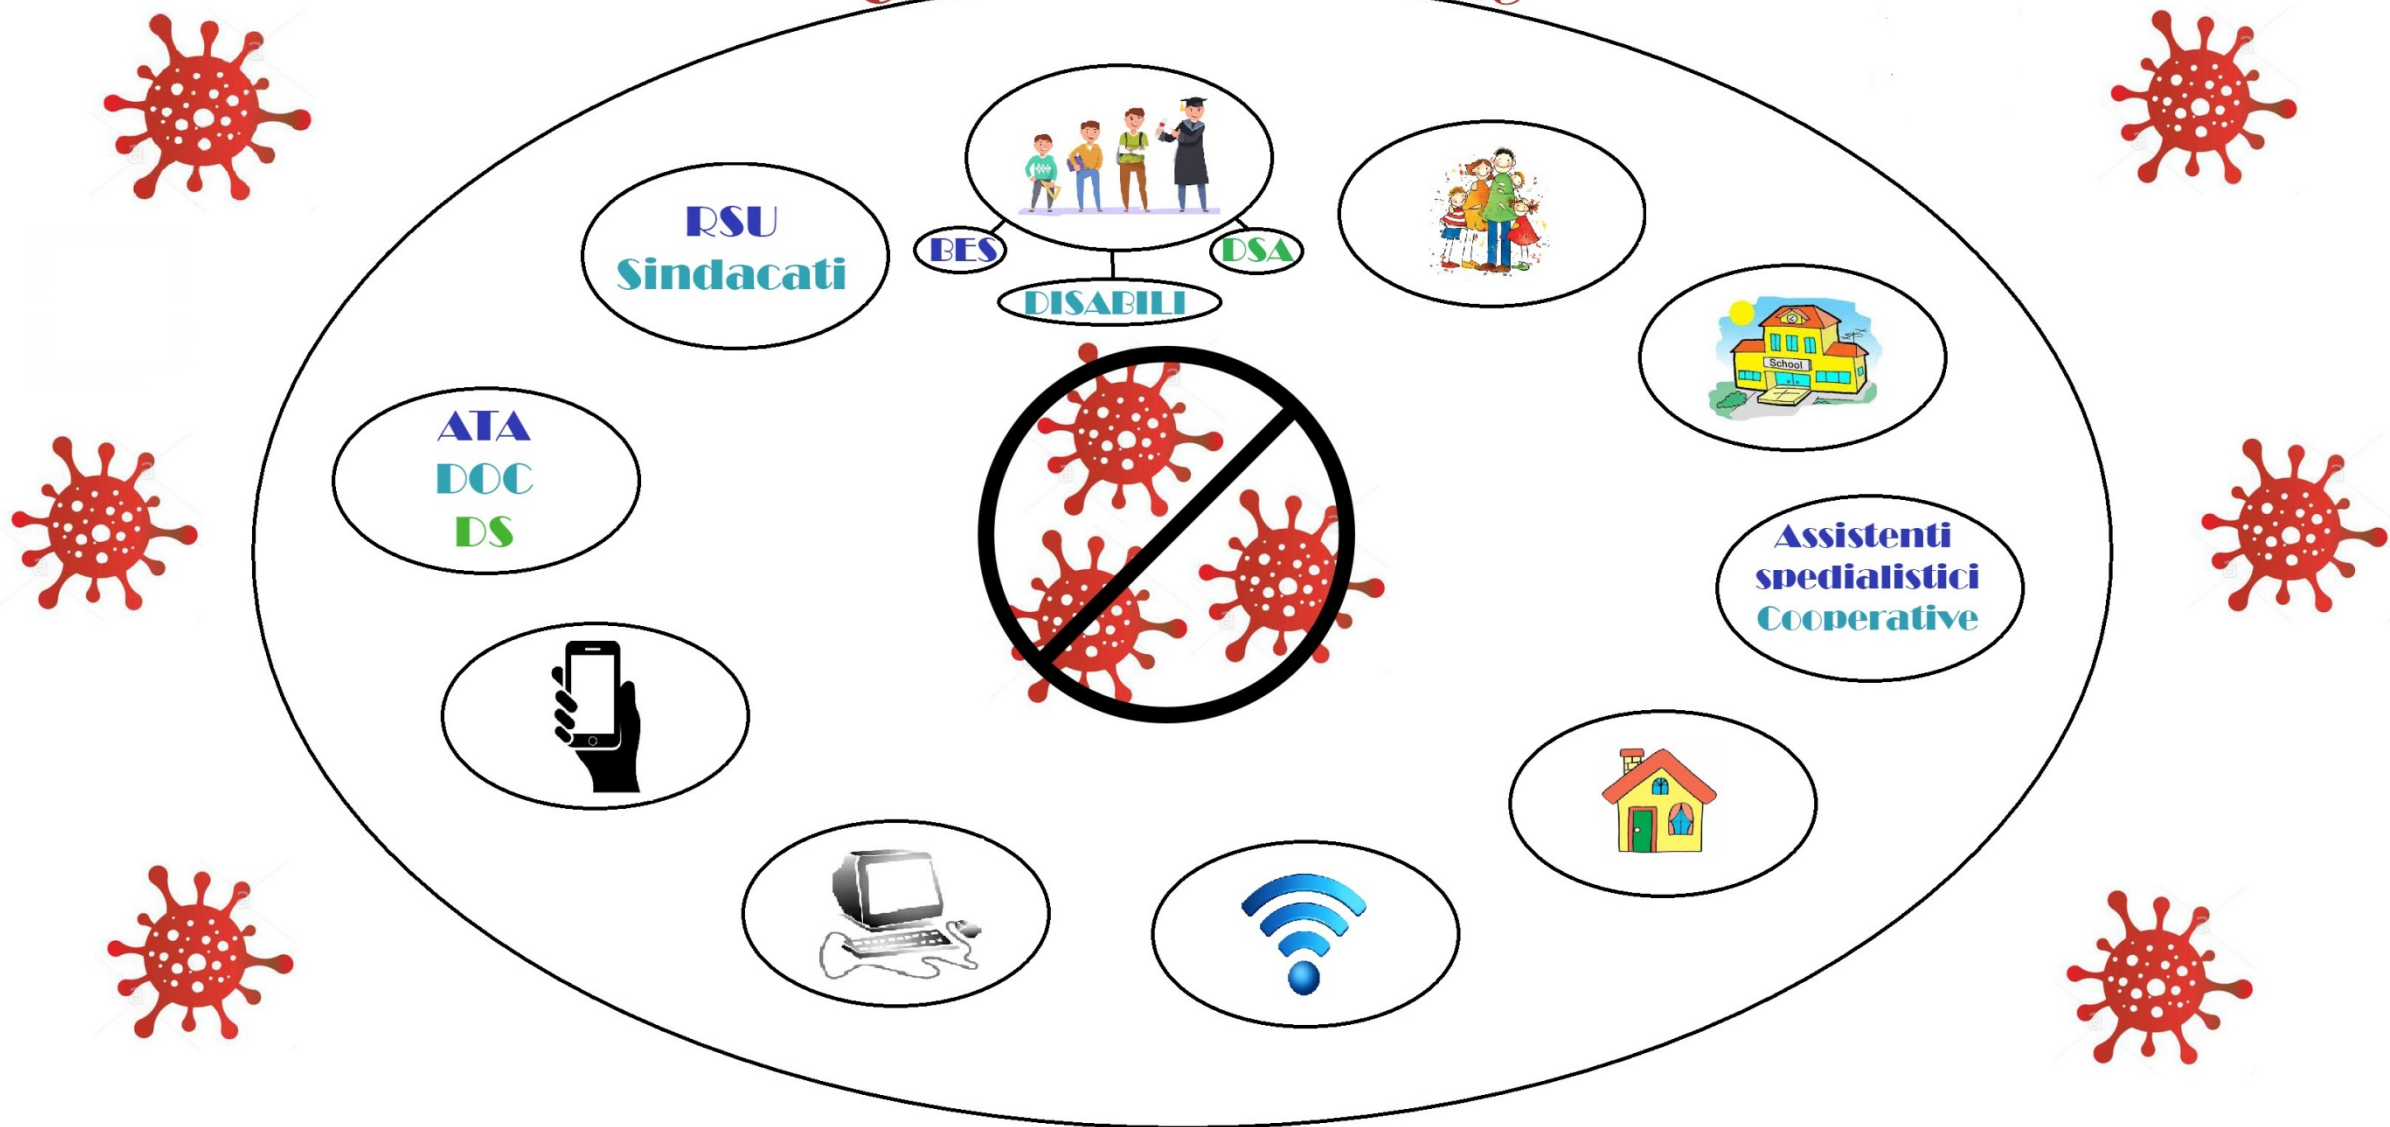 RSU
Sindacati
BES
DSA
DISABILI
School
ATA
DOC
DS
Assistenti
spedialistici
Cooperative